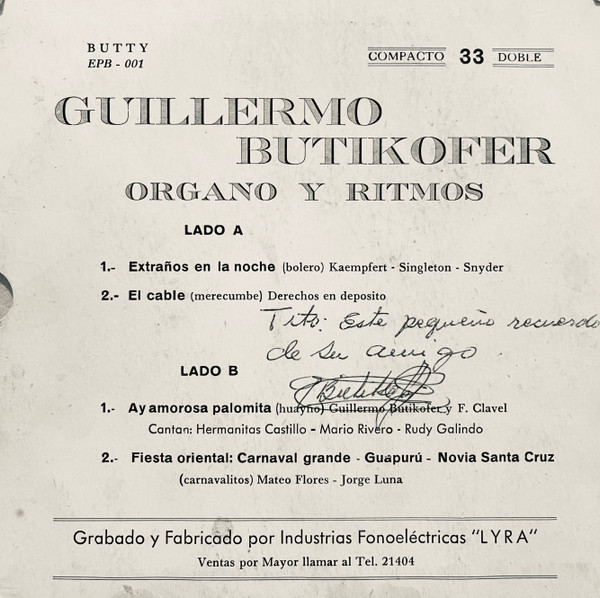 BUTTY
EPB - 001
COMPACTO 33 DOBLE
GUILLERMO
BUTIKOFER
ORGANO Y RITMOS
LADO A
1.- Extraños en la noche (bolero) Kaempfert - Singleton - Snyder
2.- El cable (merecumbe) Derechos en deposito
Tito: Este pequeño recuerdo
de su amigo.
LADO B
GButikofer
1.- Ay amorosa palomita (huayño) Guillermo Butikofer y F. Clavel
Cantan: Hermanitas Castillo - Mario Rivero - Rudy Galindo
2.- Fiesta oriental: Carnaval grande - Guapurú - Novia Santa Cruz
(carnavalitos) Mateo Flores - Jorge Luna
Grabado y Fabricado por Industrias Fonoeléctricas "LYRA"
Ventas por Mayor llamar al Tel. 21404